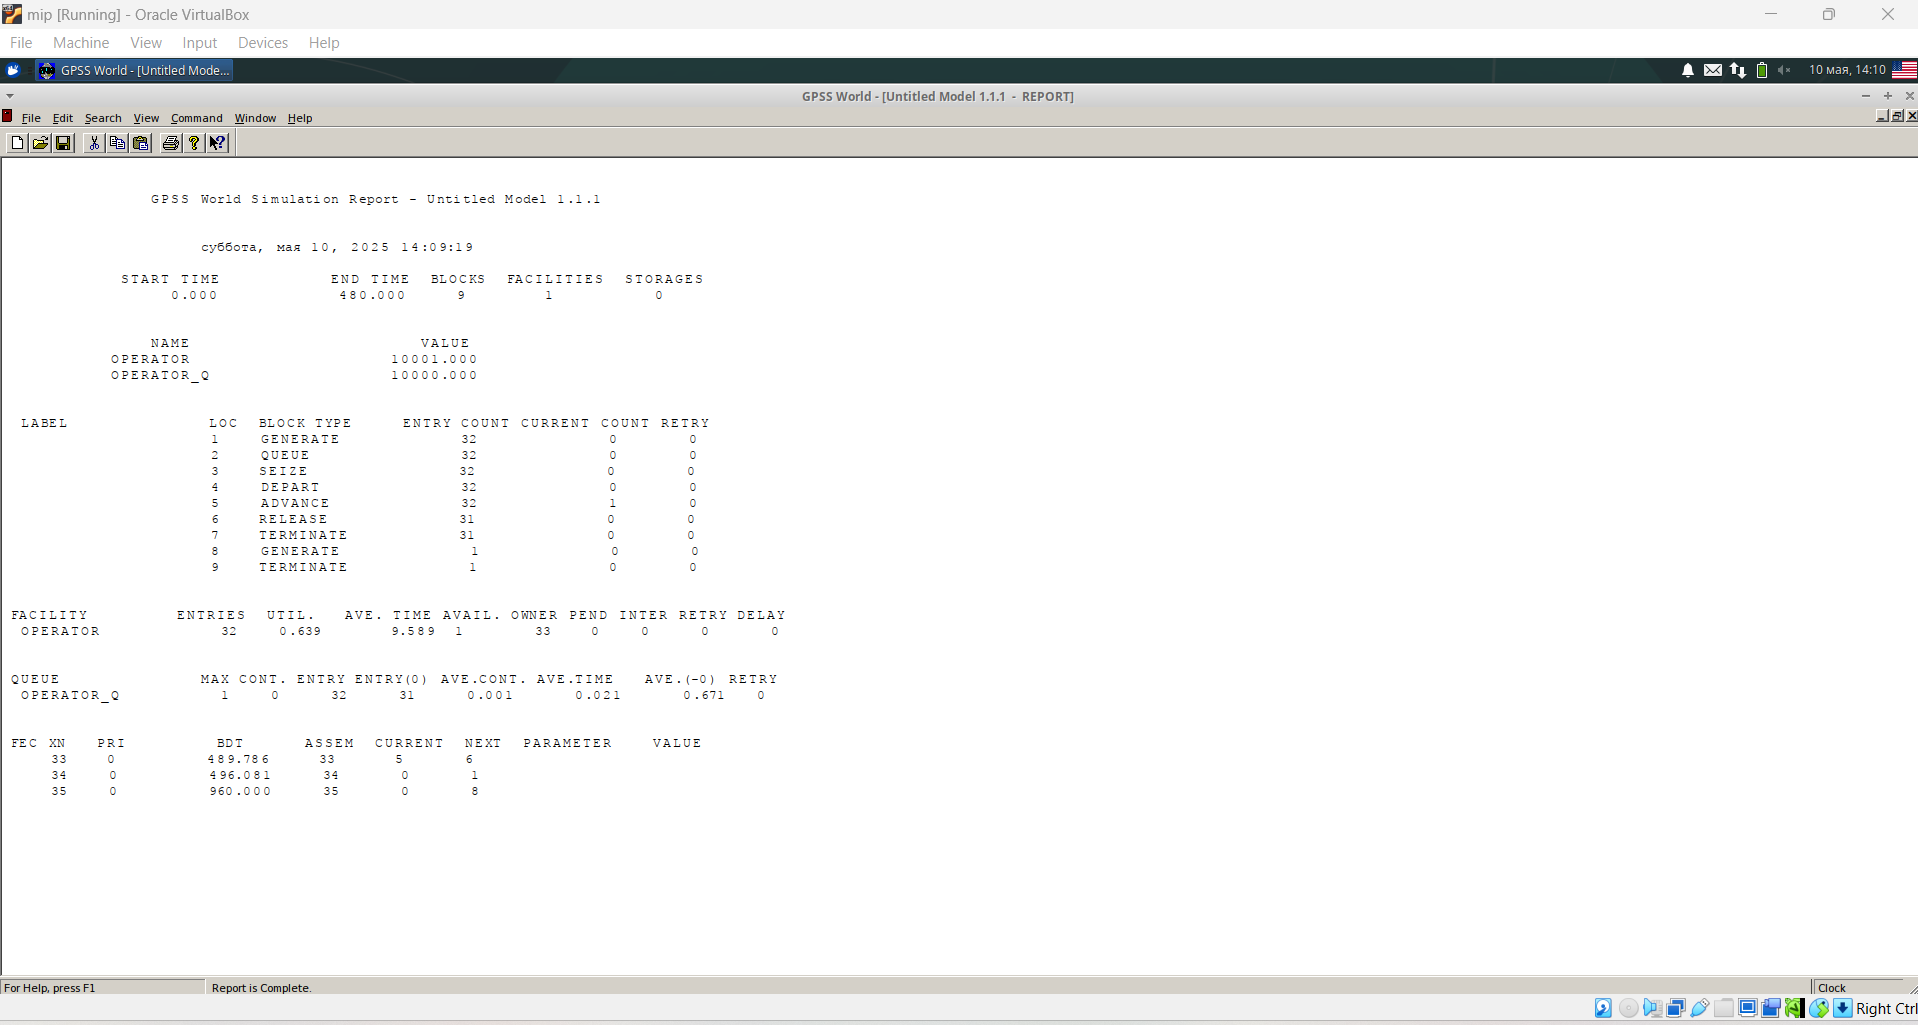 mip [Running] - Oracle VirtualBox
File Machine View Input Devices Help
GPSS World - [Untitled Mode...
10 мая, 14:10
GPSS World - [Untitled Model 1.1.1 - REPORT]
File Edit Search View Command Window Help
GPSS World Simulation Report - Untitled Model 1.1.1
суббота, мая 10, 2025 14:09:19
START TIME END TIME BLOCKS FACILITIES STORAGES
0.000 480.000 9 1 0
NAME VALUE
OPERATOR 10001.000
OPERATOR_Q 10000.000
LABEL LOC BLOCK TYPE ENTRY COUNT CURRENT COUNT RETRY
1 GENERATE 32 0 0
2 QUEUE 32 0 0
3 SEIZE 32 0 0
4 DEPART 32 0 0
5 ADVANCE 32 1 0
6 RELEASE 31 0 0
7 TERMINATE 31 0 0
8 GENERATE 1 0 0
9 TERMINATE 1 0 0
FACILITY ENTRIES UTIL. AVE. TIME AVAIL. OWNER PEND INTER RETRY DELAY
OPERATOR 32 0.639 9.589 1 33 0 0 0 0
QUEUE MAX CONT. ENTRY ENTRY(0) AVE.CONT. AVE.TIME AVE.(-0) RETRY
OPERATOR_Q 1 0 32 31 0.001 0.021 0.671 0
FEC XN PRI BDT ASSEM CURRENT NEXT PARAMETER VALUE
33 0 489.786 33 5 6
34 0 496.081 34 0 1
35 0 960.000 35 0 8
For Help, press F1 Report is Complete. Clock
Right Ctrl